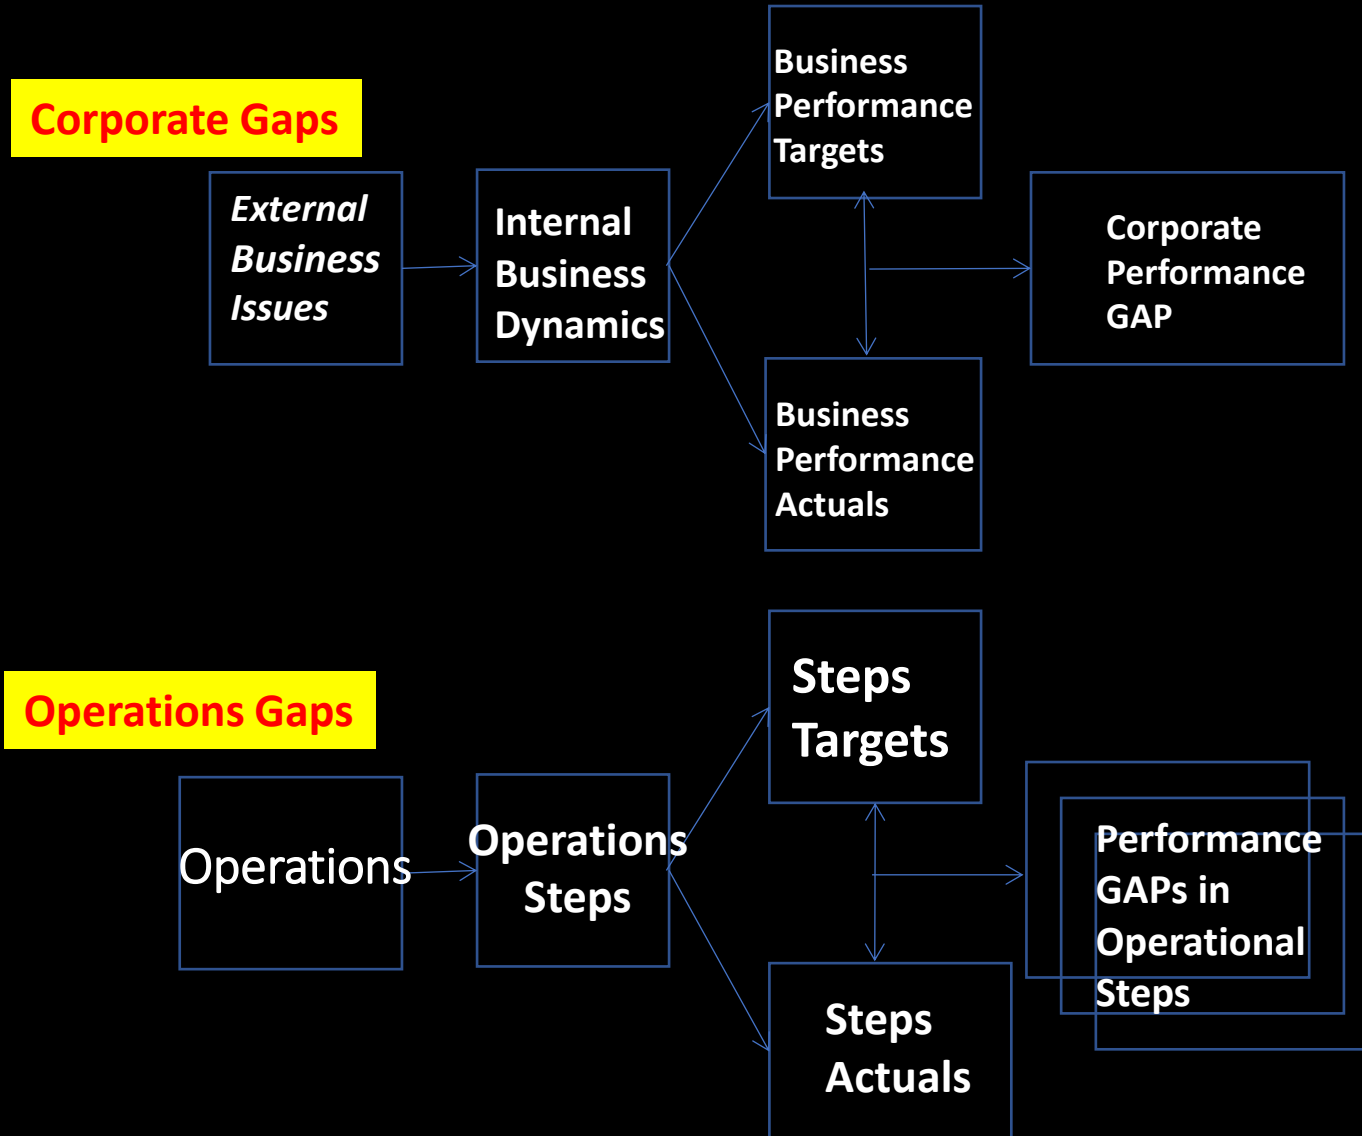 Corporate Gaps
External
Business
Issues
Internal
Business
Dynamics
Business
Performance
Targets
Business
Performance
Actuals
Corporate
Performance
GAP
Operations Gaps
Operations
Operations
Steps
Steps
Targets
Steps
Actuals
Performance
GAPs in
Operational
Steps